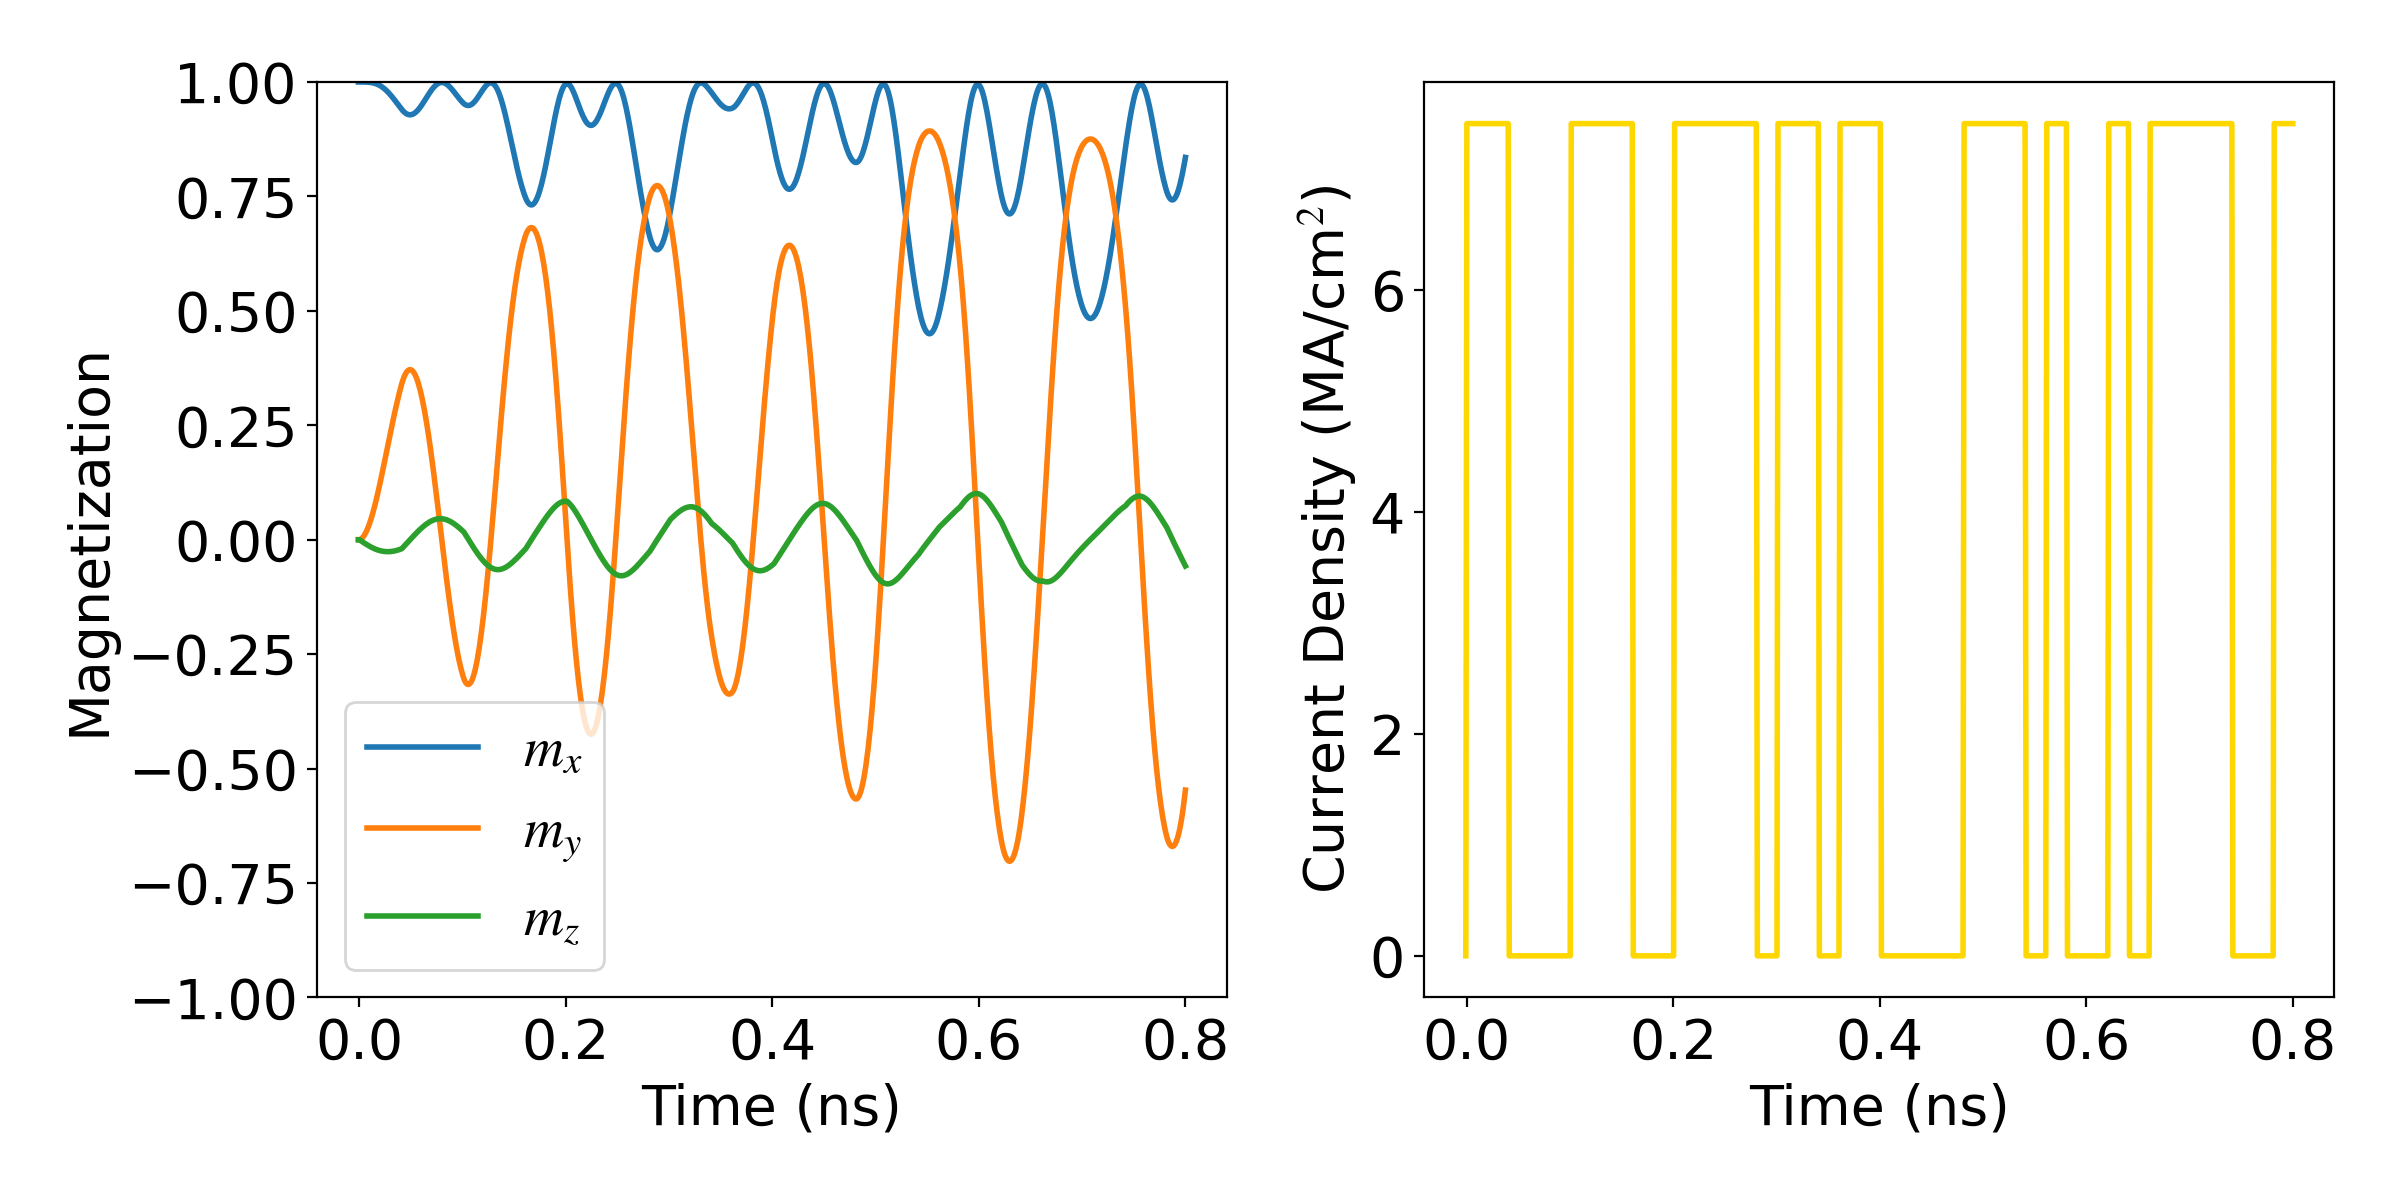 1.00
0.75
0.50
0.25
0.00
−0.25
−0.50
−0.75
−1.00
Magnetization
m_x
m_y
m_z
0.0 0.2 0.4 0.6 0.8
Time (ns)
6
4
2
0
Current Density (MA/cm²)
0.0 0.2 0.4 0.6 0.8
Time (ns)